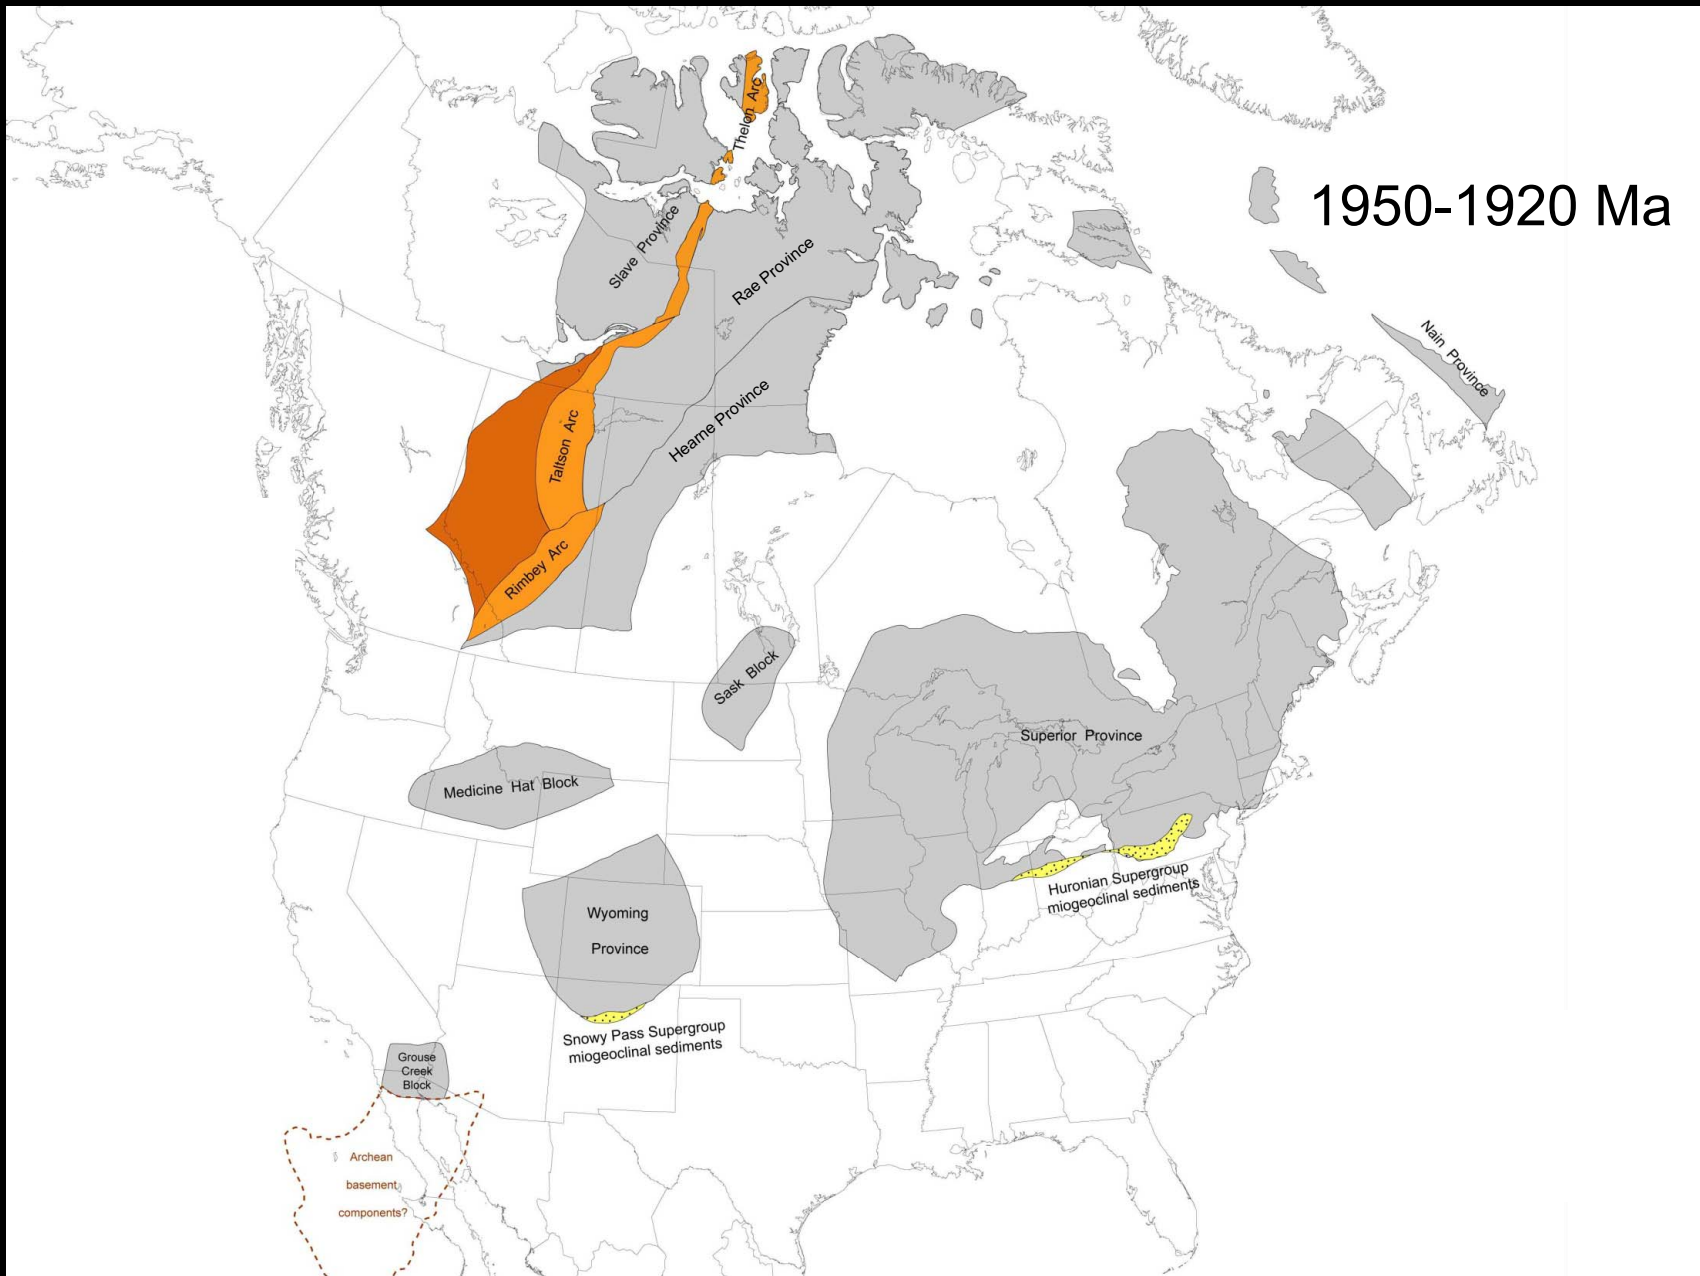 1950-1920 Ma
Thelon Arc
Slave Province
Rae Province
Nain Province
Hearne Province
Taltson Arc
Rimbey Arc
Sask Block
Superior Province
Medicine Hat Block
Huronian Supergroup
miogeoclinal sediments
Wyoming
Province
Snowy Pass Supergroup
miogeoclinal sediments
Grouse
Creek
Block
Archean
basement
components?